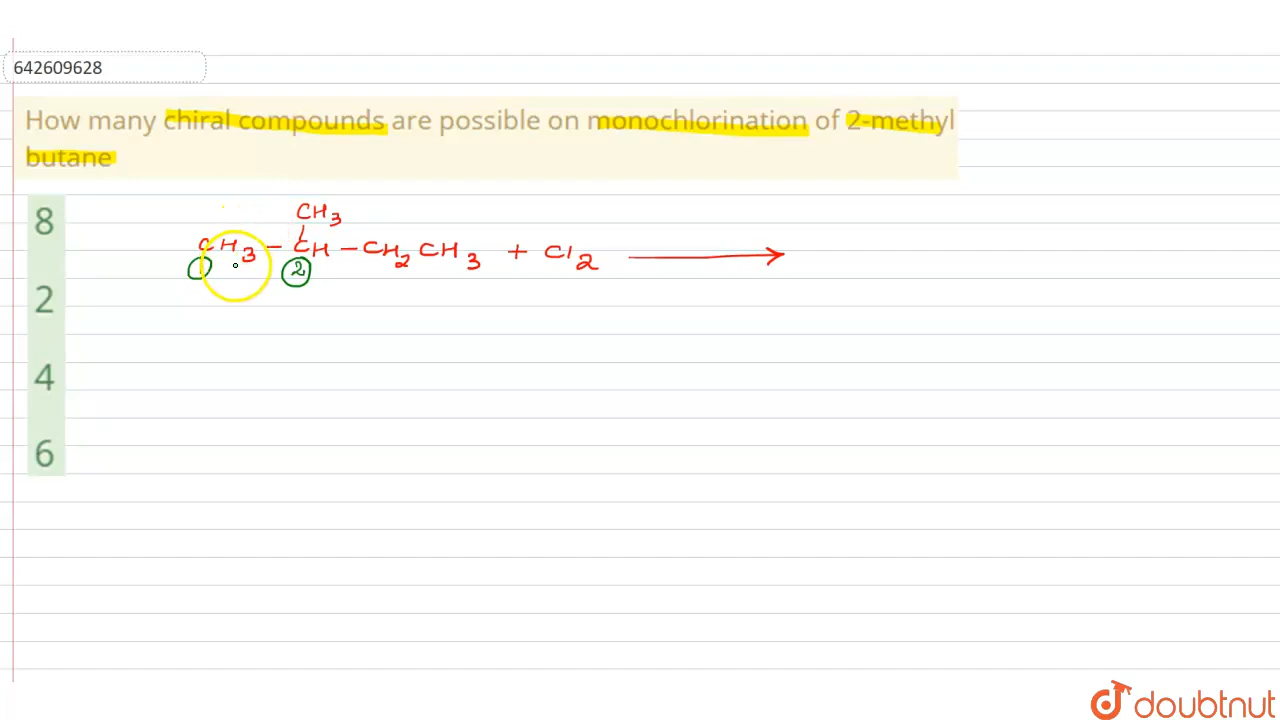 642609628
How many chiral compounds are possible on monochlorination of 2-methyl
butane
8
2
4
6
CH3
CH3 - CH - CH2 CH3 + Cl2
2
doubtnut